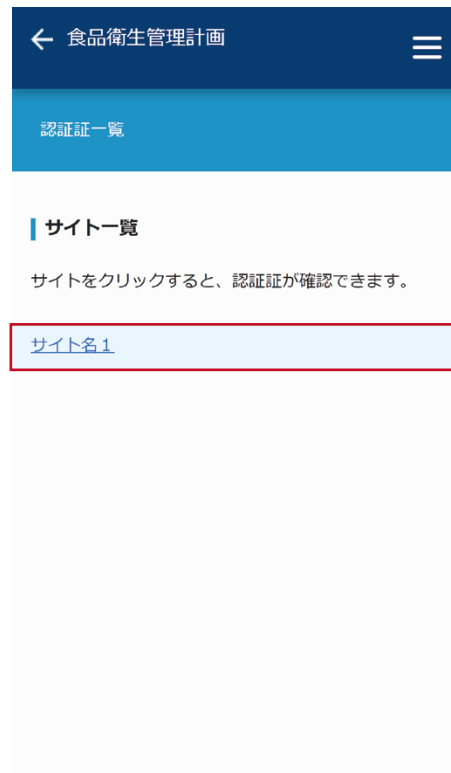 食品衛生管理計画
認証証一覧
サイト一覧
サイトをクリックすると、認証証が確認できます。
サイト名１